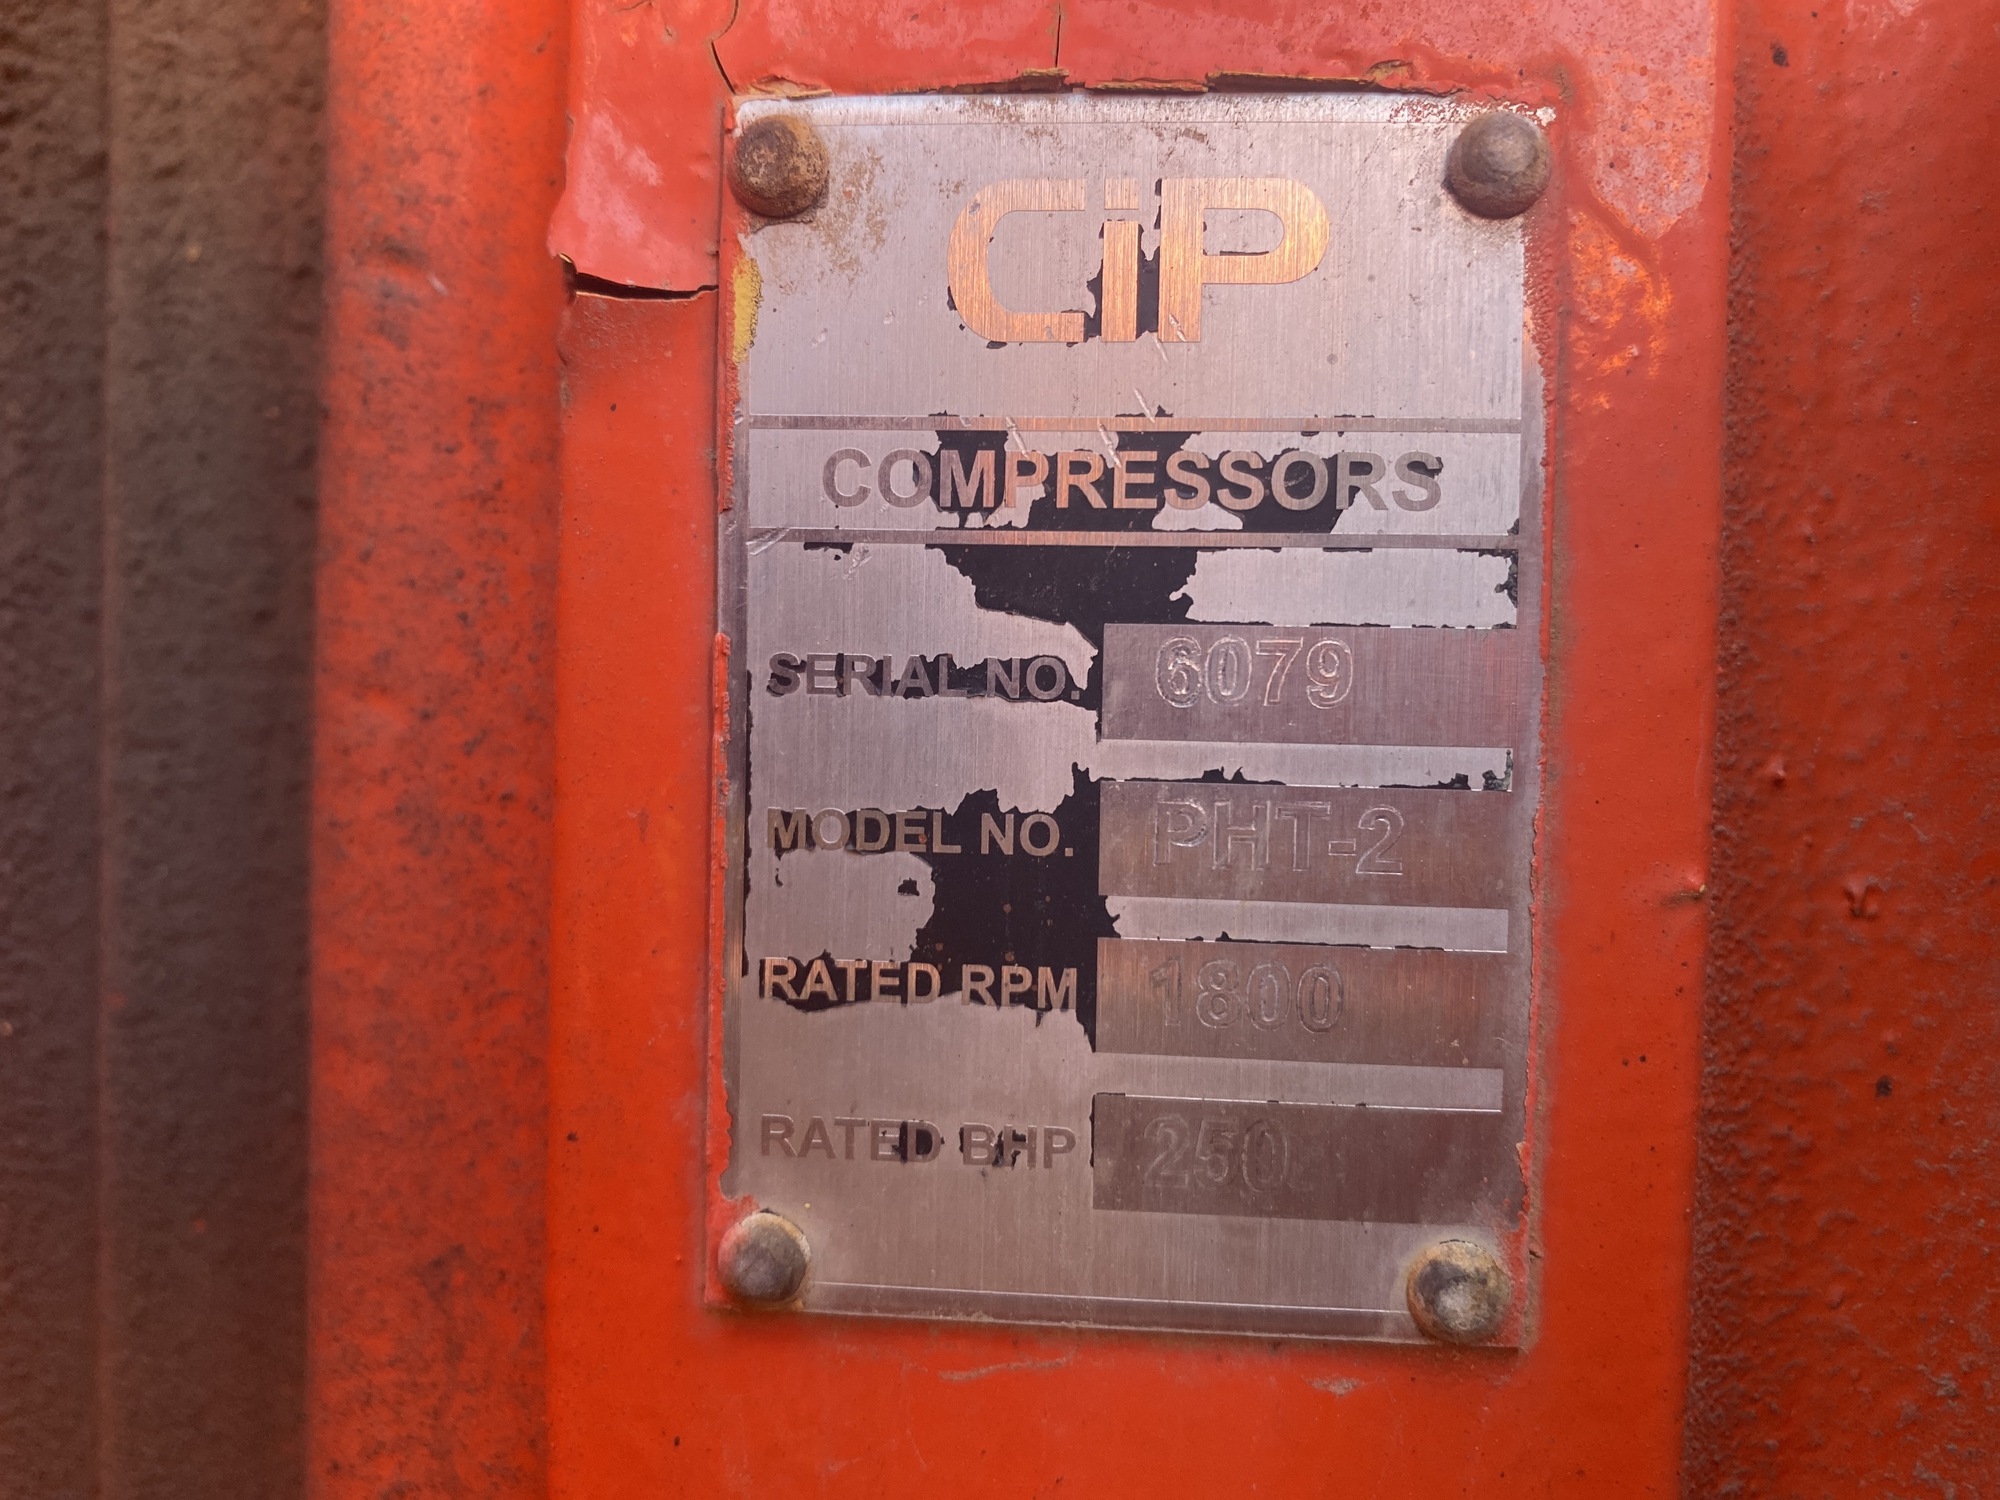 CiP
COMPRESSORS
SERIAL NO. 6079
MODEL NO. PHT-2
RATED RPM 1800
RATED BHP 250